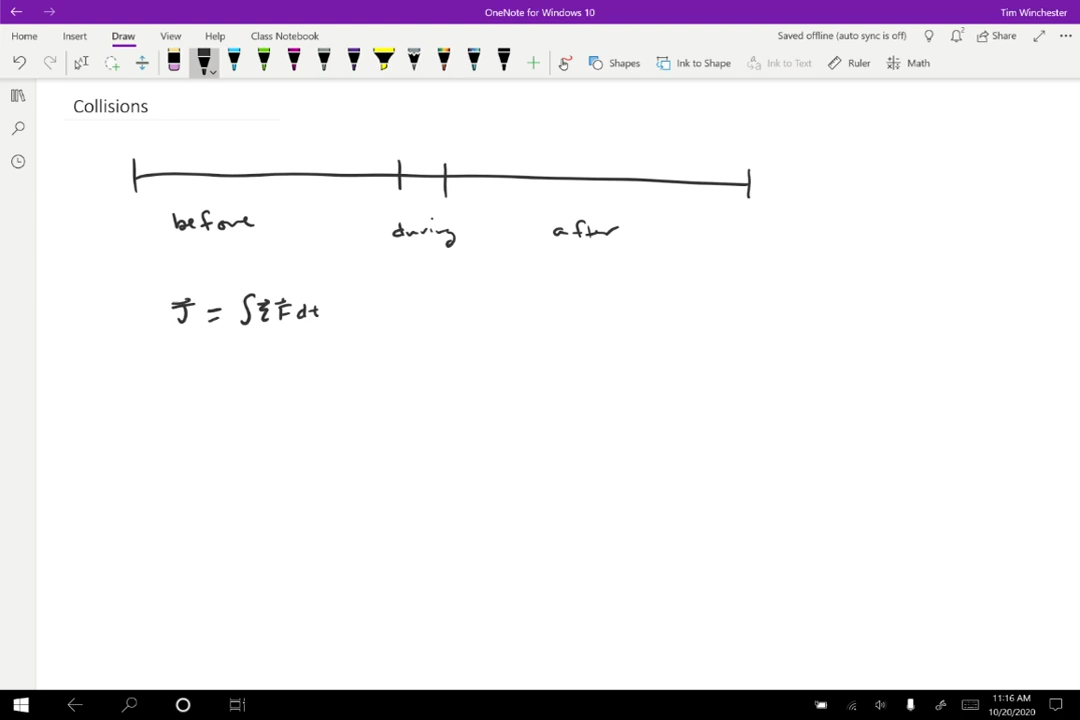 OneNote for Windows 10
Tim Winchester
Home Insert Draw View Help Class Notebook
Saved offline (auto sync is off) Share
Shapes Ink to Shape Ink to Text Ruler Math
Collisions
before during after
J⃗ = ∫ΣF⃗dt
11:16 AM
10/20/2020